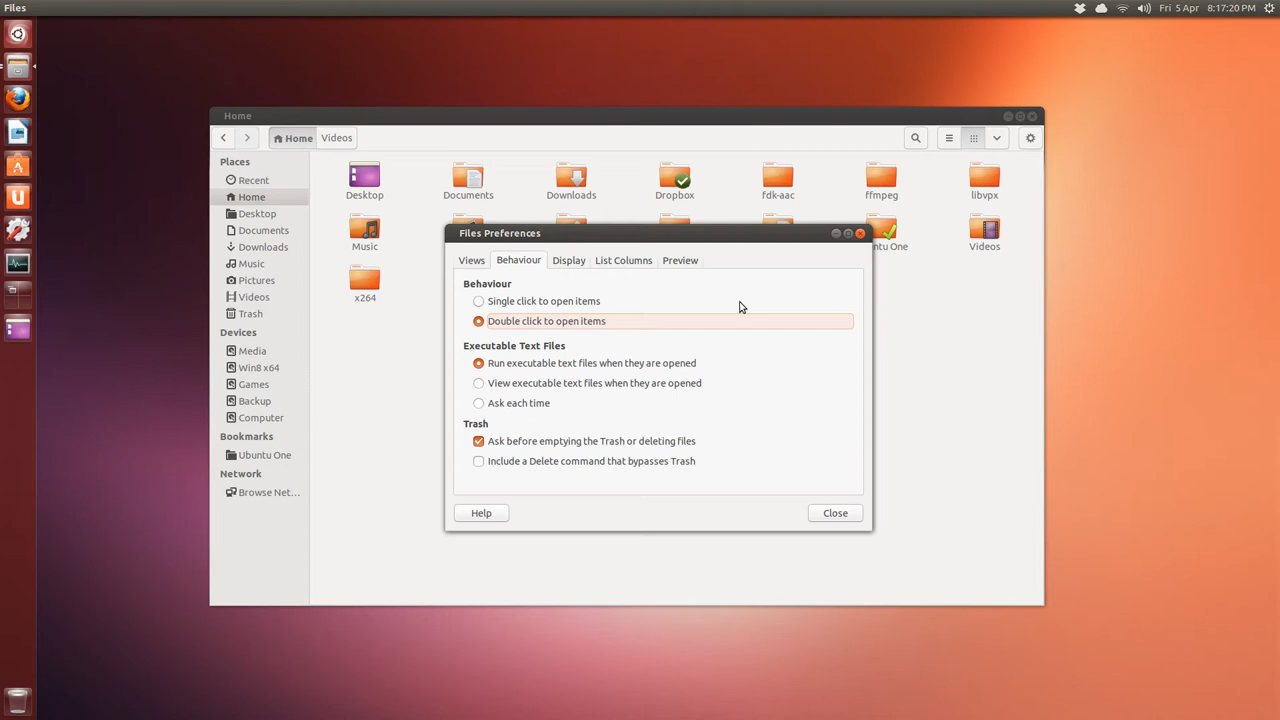 Files
Fri 5 Apr
8:17:20 PM
Home
Home
Videos
Places
Recent
Home
Desktop
Documents
Downloads
Music
Pictures
Videos
Trash
Devices
Media
Win8 x64
Games
Backup
Computer
Bookmarks
Ubuntu One
Network
Browse Net...
Desktop
Documents
Downloads
Dropbox
fdk-aac
ffmpeg
libvpx
Music
Ubuntu One
Videos
x264
Files Preferences
Views
Behaviour
Display
List Columns
Preview
Behaviour
Single click to open items
Double click to open items
Executable Text Files
Run executable text files when they are opened
View executable text files when they are opened
Ask each time
Trash
Ask before emptying the Trash or deleting files
Include a Delete command that bypasses Trash
Help
Close